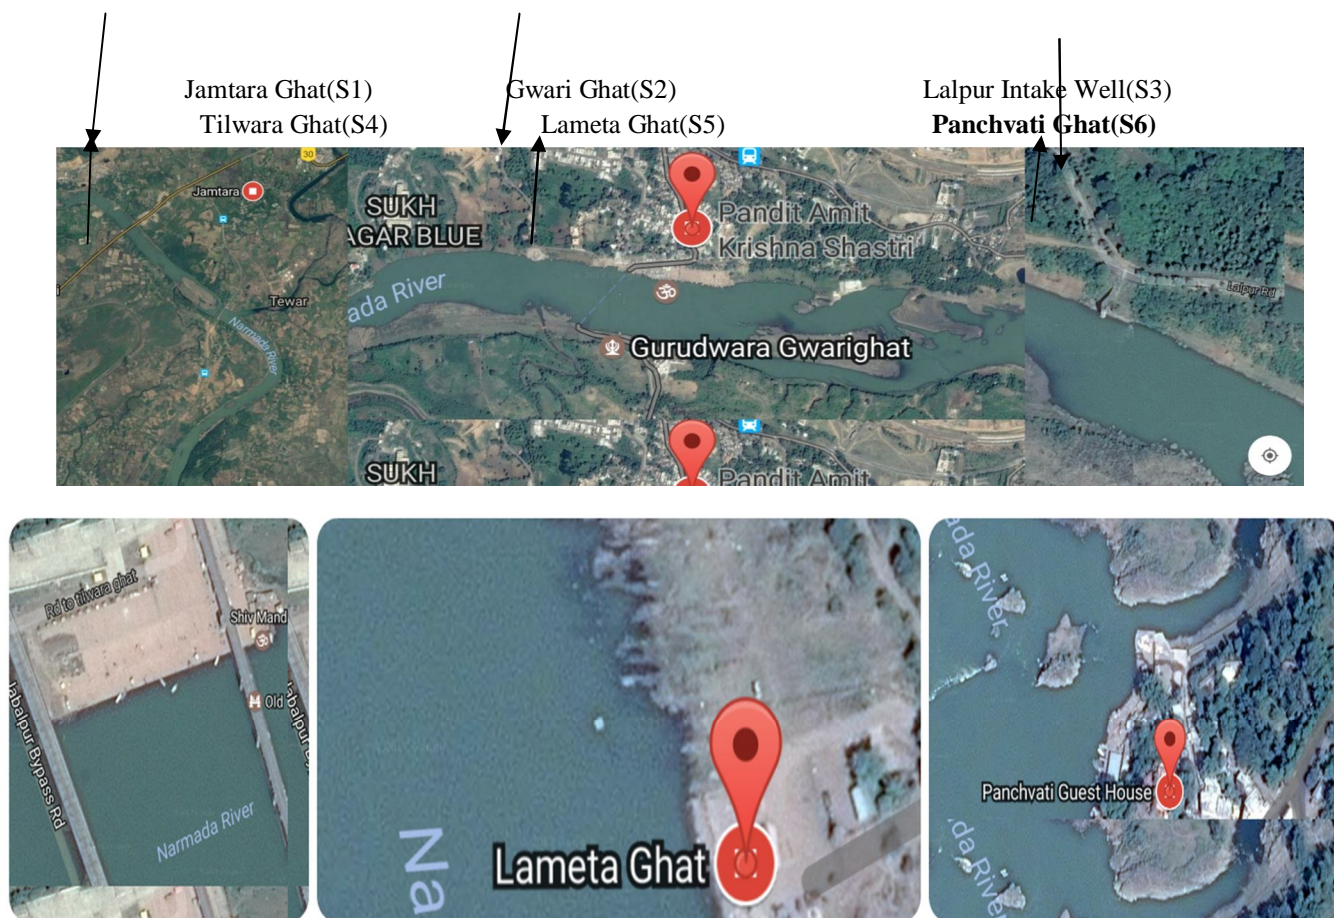 Jamtara Ghat(S1) Gwari Ghat(S2) Lalpur Intake Well(S3)
Tilwara Ghat(S4) Lameta Ghat(S5) Panchvati Ghat(S6)
30
Jamtara
Tewar
Narmada River
SUKH
AGAR BLUE
ada River
Pandit Amit
Krishna Shastri
Gurudwara Gwarighat
SUKH
Pandit Amit
Lalpur Rd
Rd to tilwara ghat
Shiv Mand
Old
abalpur Bypass Rd
Narmada River
Lameta Ghat
Na
ada River
Panchvati Guest House
da River